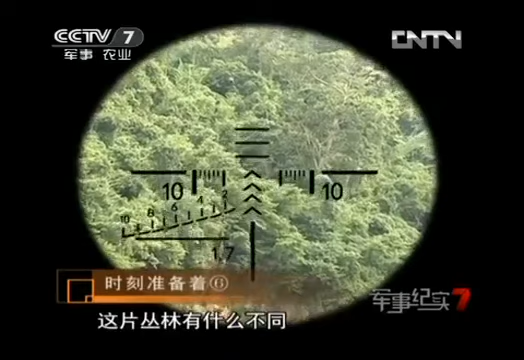 CCTV 7
军事 农业
CNTV
10 10
10 8 6 4 2
1.7
时刻准备着⑥
军事纪实7
这片丛林有什么不同